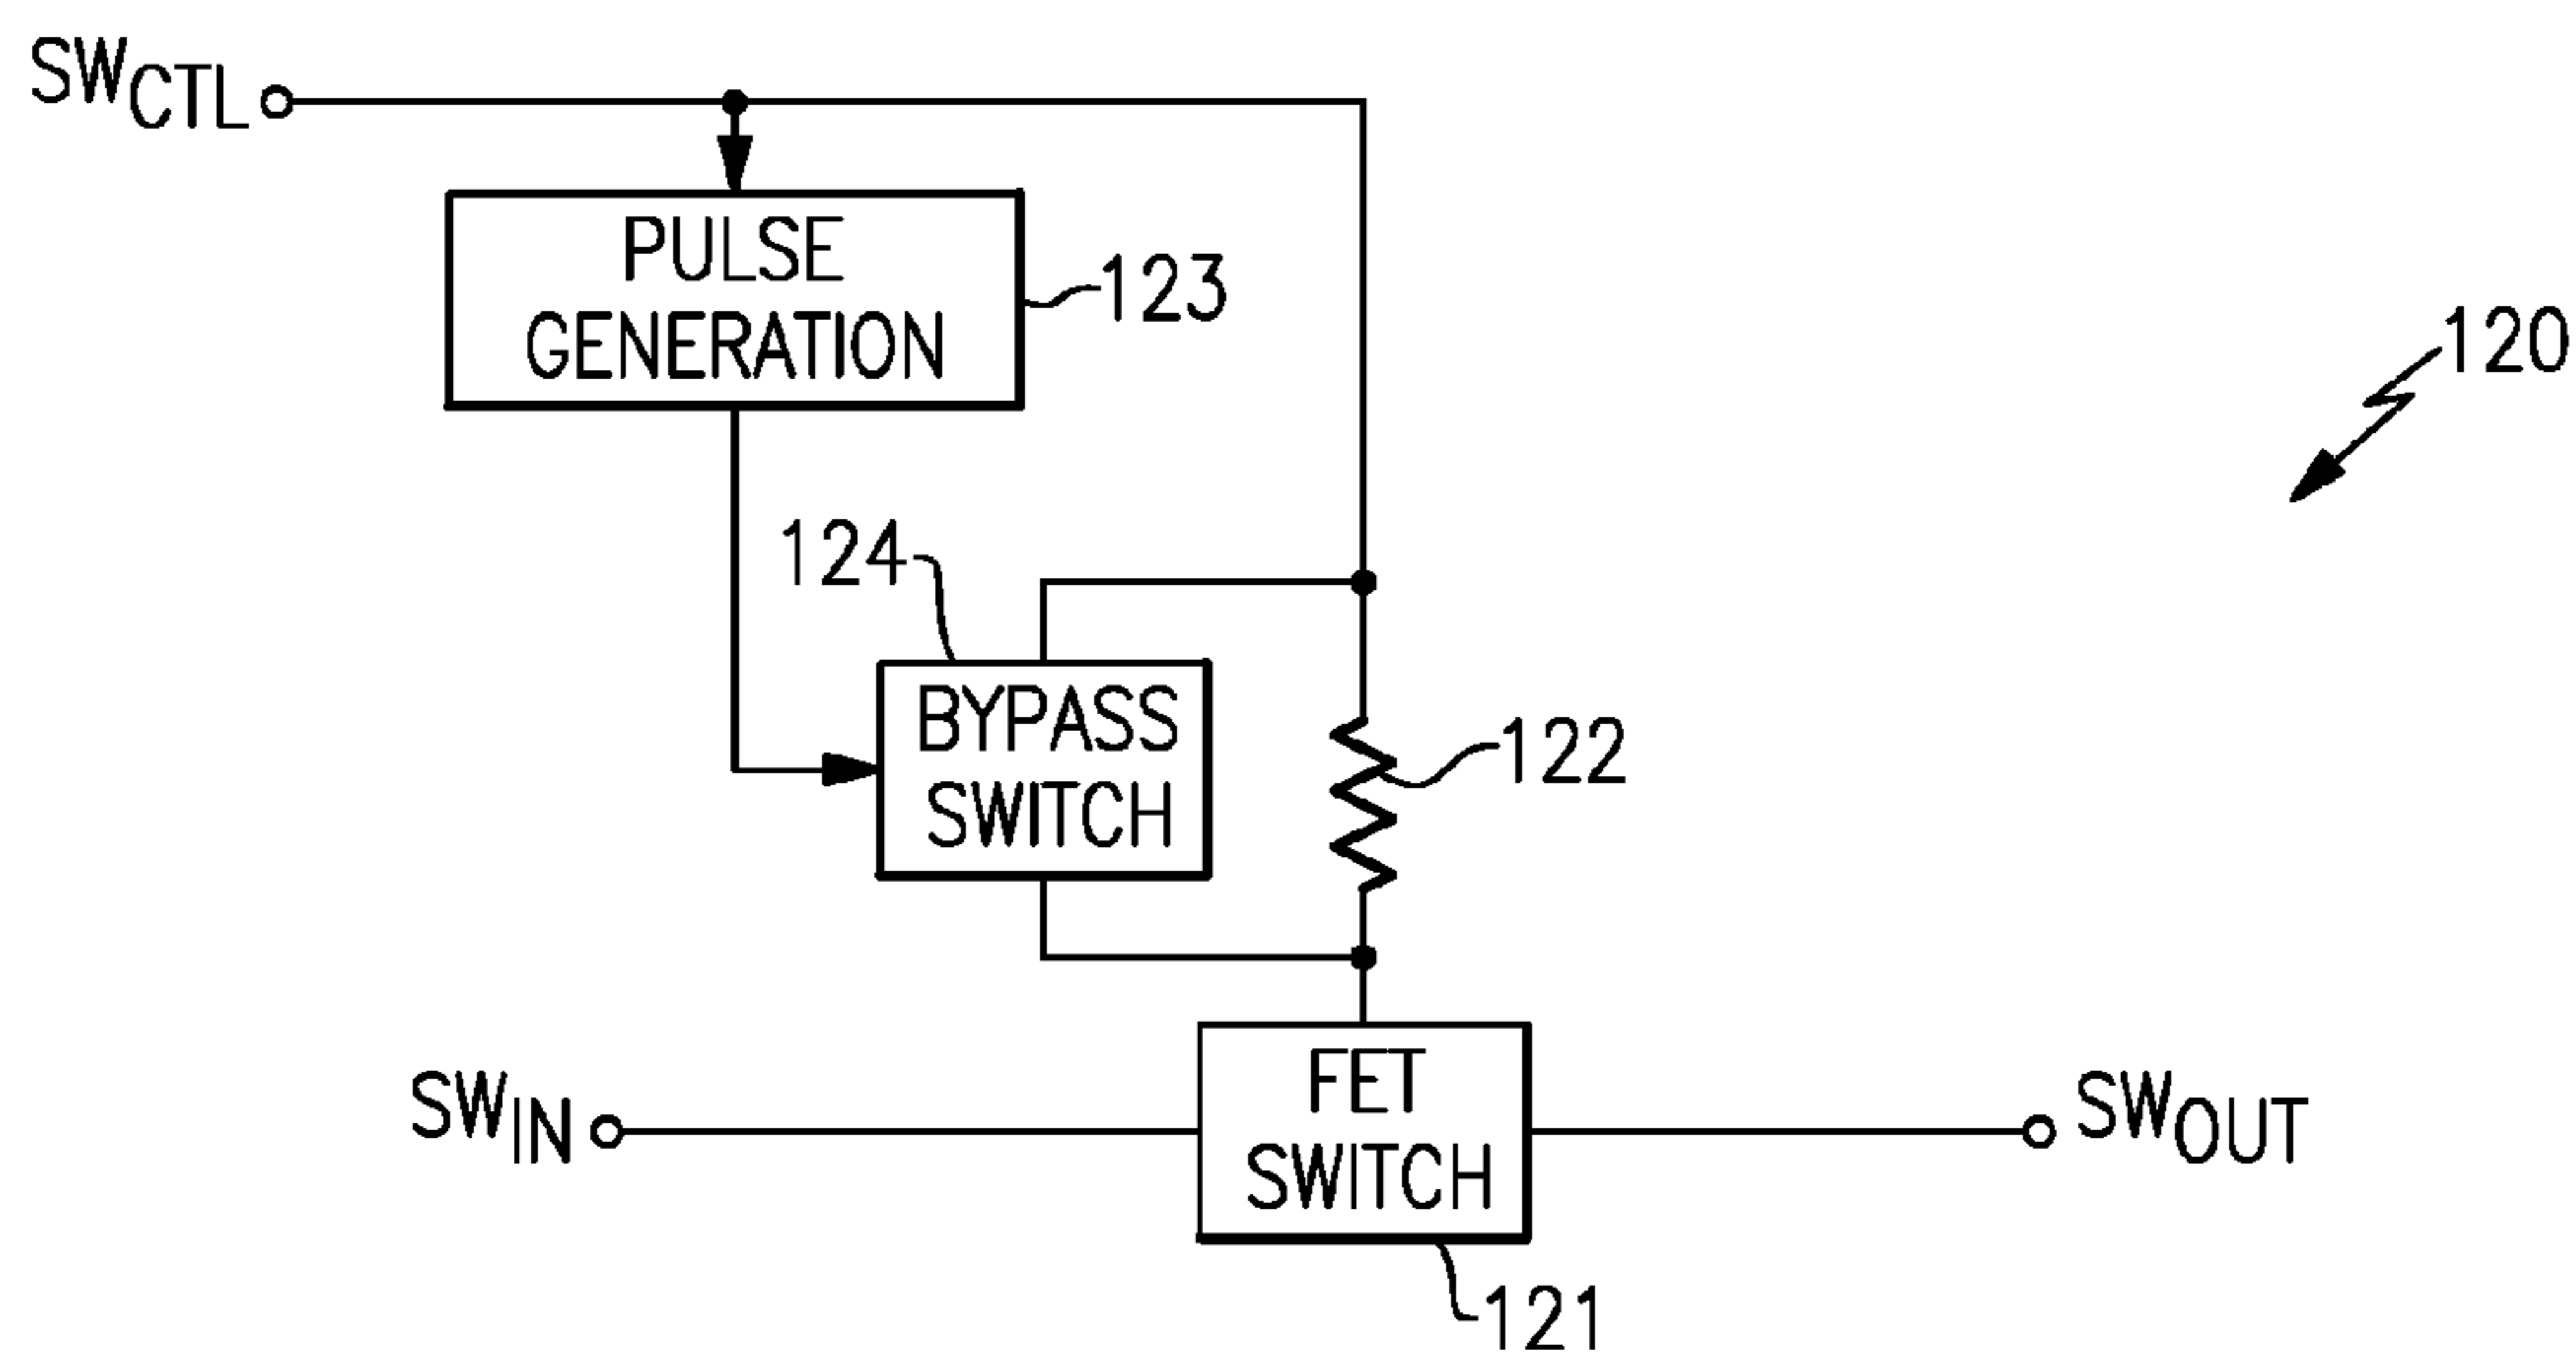 SWCTL
PULSE
GENERATION
123
120
124
BYPASS
SWITCH
122
SWIN
FET
SWITCH
SWOUT
121